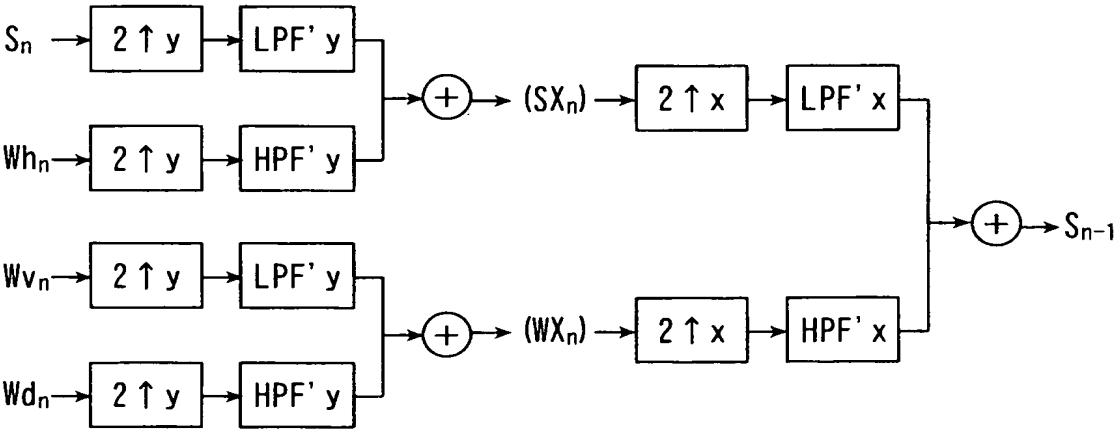 Sₙ 2↑y LPF' y
+ (SXₙ) 2↑x LPF' x
Whₙ 2↑y HPF' y
+ Sₙ₋₁
Wvₙ 2↑y LPF' y
+ (WXₙ) 2↑x HPF' x
Wdₙ 2↑y HPF' y